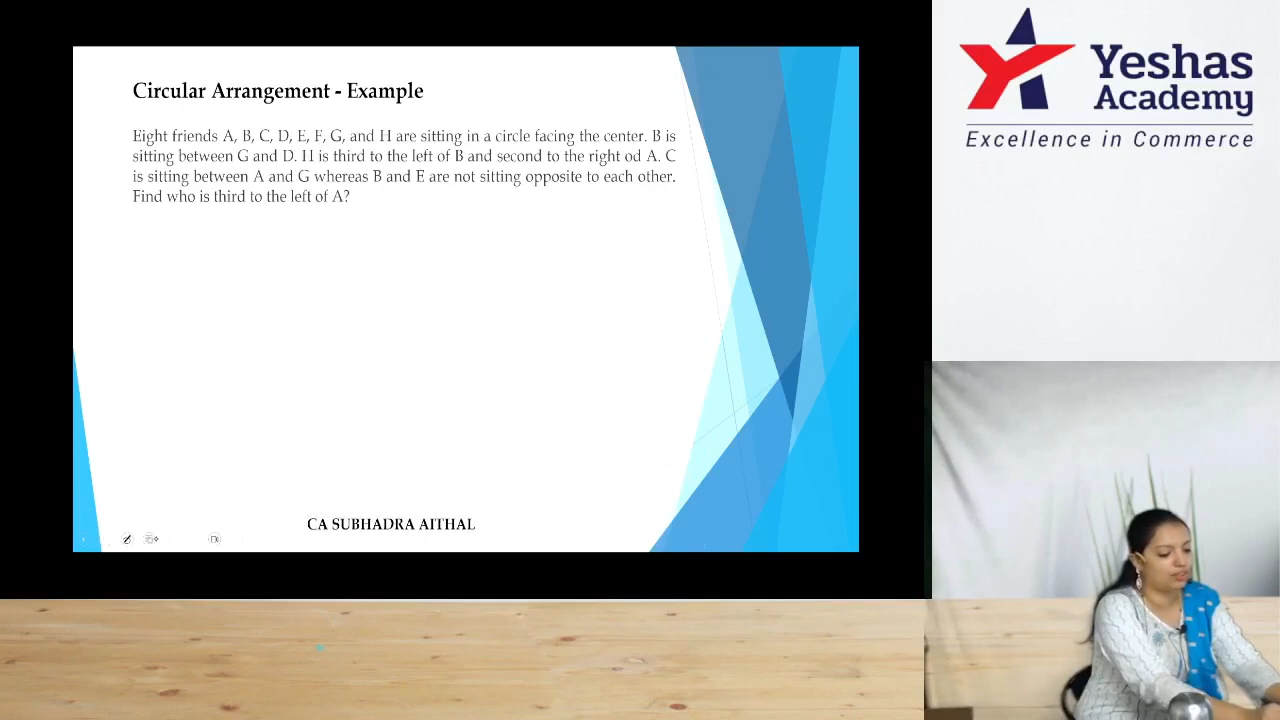 Circular Arrangement - Example
Eight friends A, B, C, D, E, F, G, and H are sitting in a circle facing the center. B is
sitting between G and D. H is third to the left of B and second to the right od A. C
is sitting between A and G whereas B and E are not sitting opposite to each other.
Find who is third to the left of A?
CA SUBHADRA AITHAL
Yeshas
Academy
Excellence in Commerce